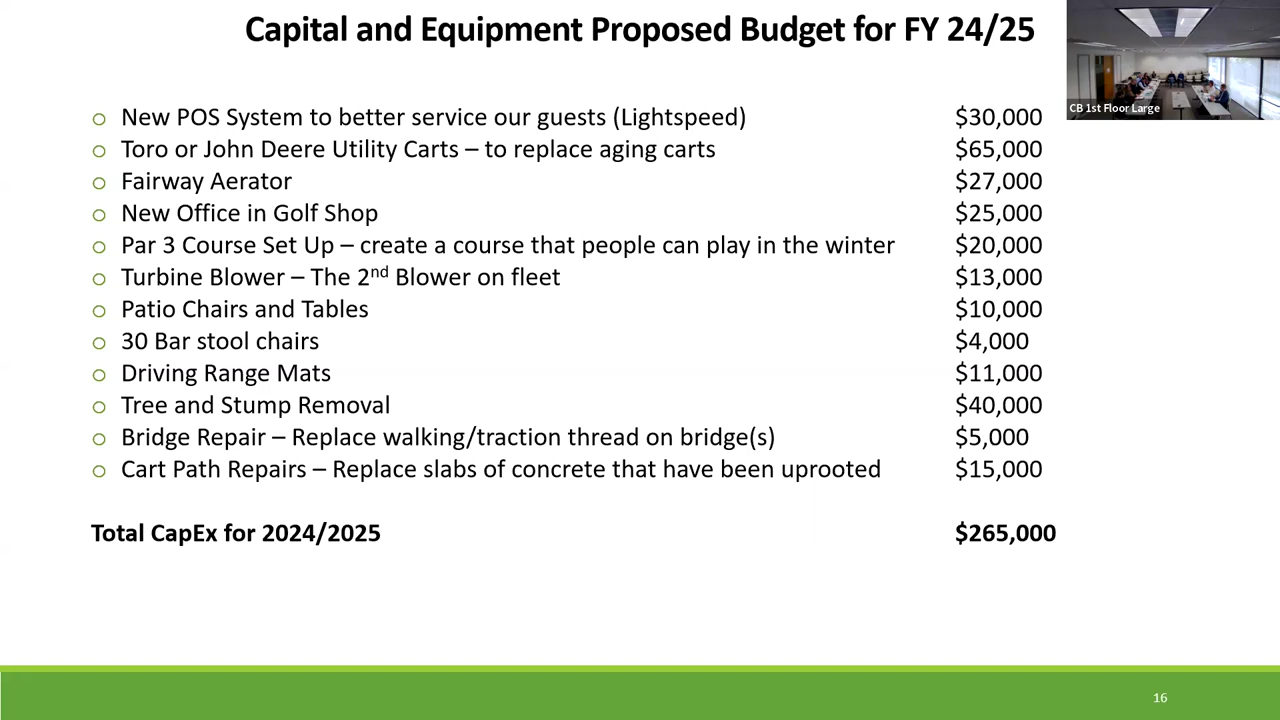 Capital and Equipment Proposed Budget for FY 24/25
CB 1st Floor Large
○ New POS System to better service our guests (Lightspeed) $30,000
○ Toro or John Deere Utility Carts – to replace aging carts $65,000
○ Fairway Aerator $27,000
○ New Office in Golf Shop $25,000
○ Par 3 Course Set Up – create a course that people can play in the winter $20,000
○ Turbine Blower – The 2nd Blower on fleet $13,000
○ Patio Chairs and Tables $10,000
○ 30 Bar stool chairs $4,000
○ Driving Range Mats $11,000
○ Tree and Stump Removal $40,000
○ Bridge Repair – Replace walking/traction thread on bridge(s) $5,000
○ Cart Path Repairs – Replace slabs of concrete that have been uprooted $15,000
Total CapEx for 2024/2025 $265,000
16